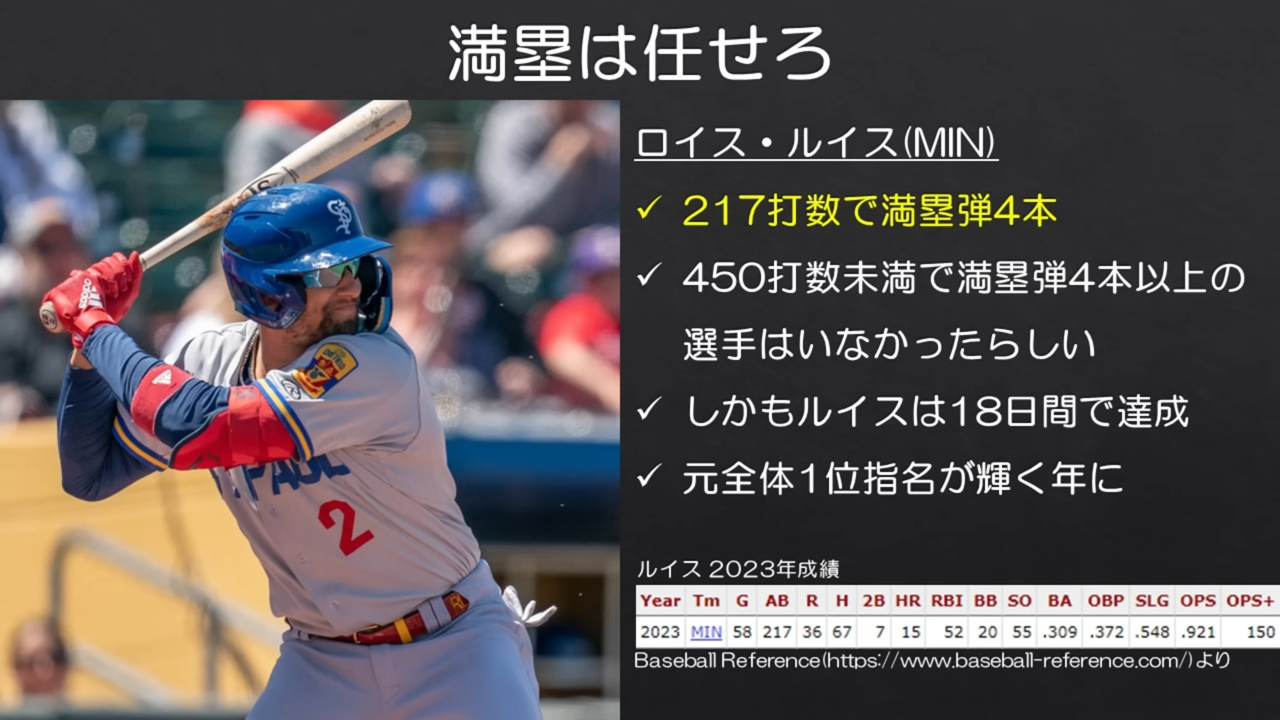 満塁は任せろ
ロイス・ルイス(MIN)
✓ 217打数で満塁弾4本
✓ 450打数未満で満塁弾4本以上の
選手はいなかったらしい
✓ しかもルイスは18日間で達成
✓ 元全体1位指名が輝く年に
ルイス 2023年成績
Year Tm G AB R H 2B HR RBI BB SO BA OBP SLG OPS OPS+
2023 MIN 58 217 36 67 7 15 52 20 55 .309 .372 .548 .921 150
Baseball Reference(https://www.baseball-reference.com/)より
adidas
2